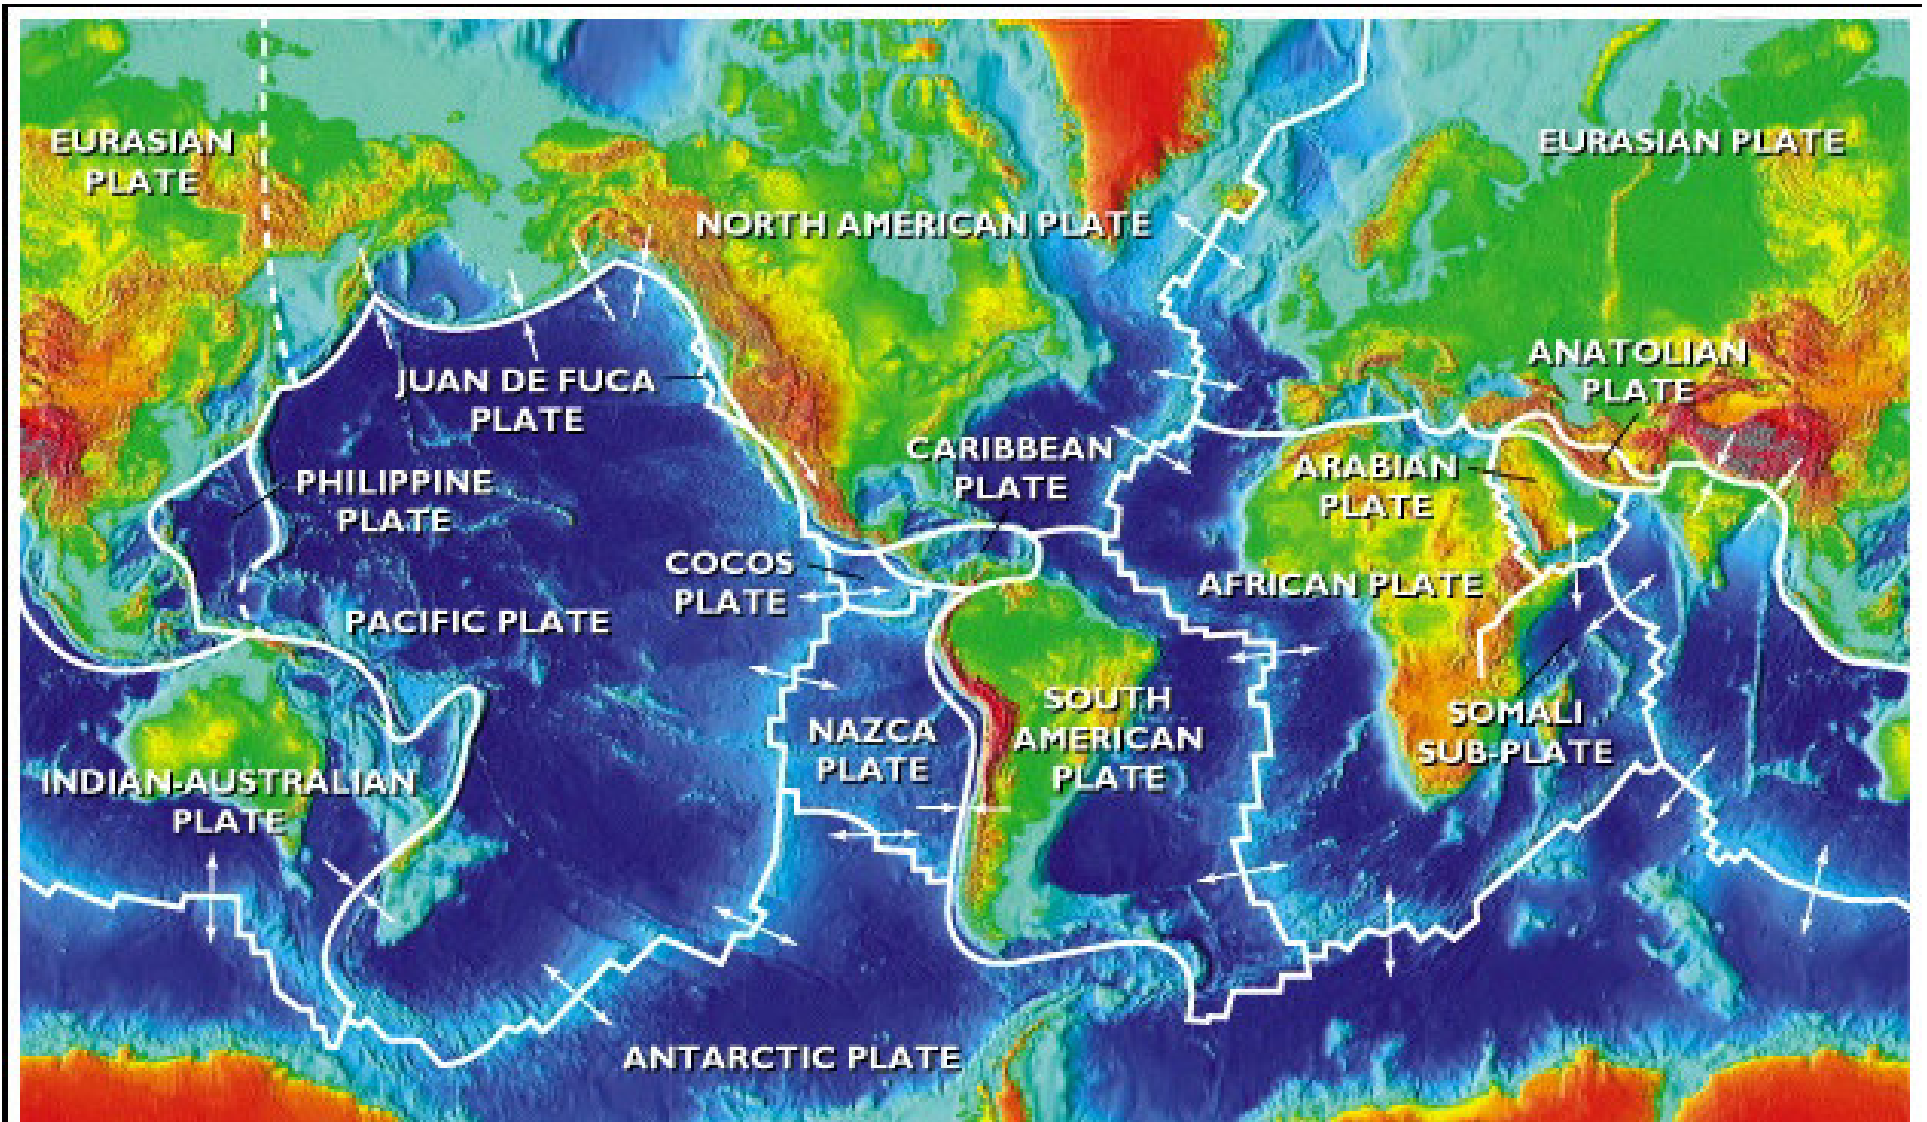 EURASIAN
PLATE
EURASIAN PLATE
NORTH AMERICAN PLATE
JUAN DE FUCA
PLATE
ANATOLIAN
PLATE
CARIBBEAN
PLATE
ARABIAN
PLATE
PHILIPPINE
PLATE
COCOS
PLATE
AFRICAN PLATE
PACIFIC PLATE
NAZCA
PLATE
SOUTH
AMERICAN
PLATE
SOMALI
SUB-PLATE
INDIAN-AUSTRALIAN
PLATE
ANTARCTIC PLATE